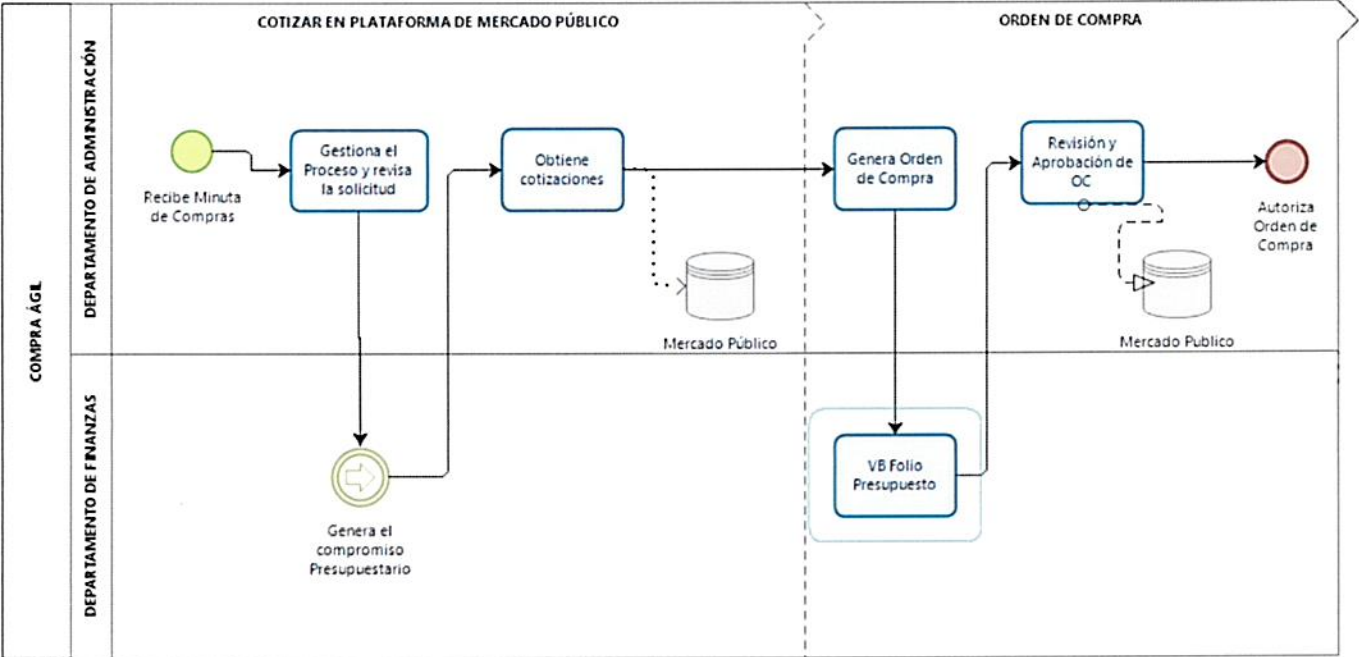 COTIZAR EN PLATAFORMA DE MERCADO PÚBLICO
ORDEN DE COMPRA
COMPRA ÁGIL
DEPARTAMENTO DE ADMINISTRACIÓN
Recibe Minuta
de Compras
Gestiona el
Proceso y revisa
la solicitud
Obtiene
cotizaciones
Mercado Público
Genera Orden
de Compra
Revisión y
Aprobación de
OC
Mercado Publico
Autoriza
Orden de
Compra
DEPARTAMENTO DE FINANZAS
Genera el
compromiso
Presupuestario
VB Folio
Presupuesto